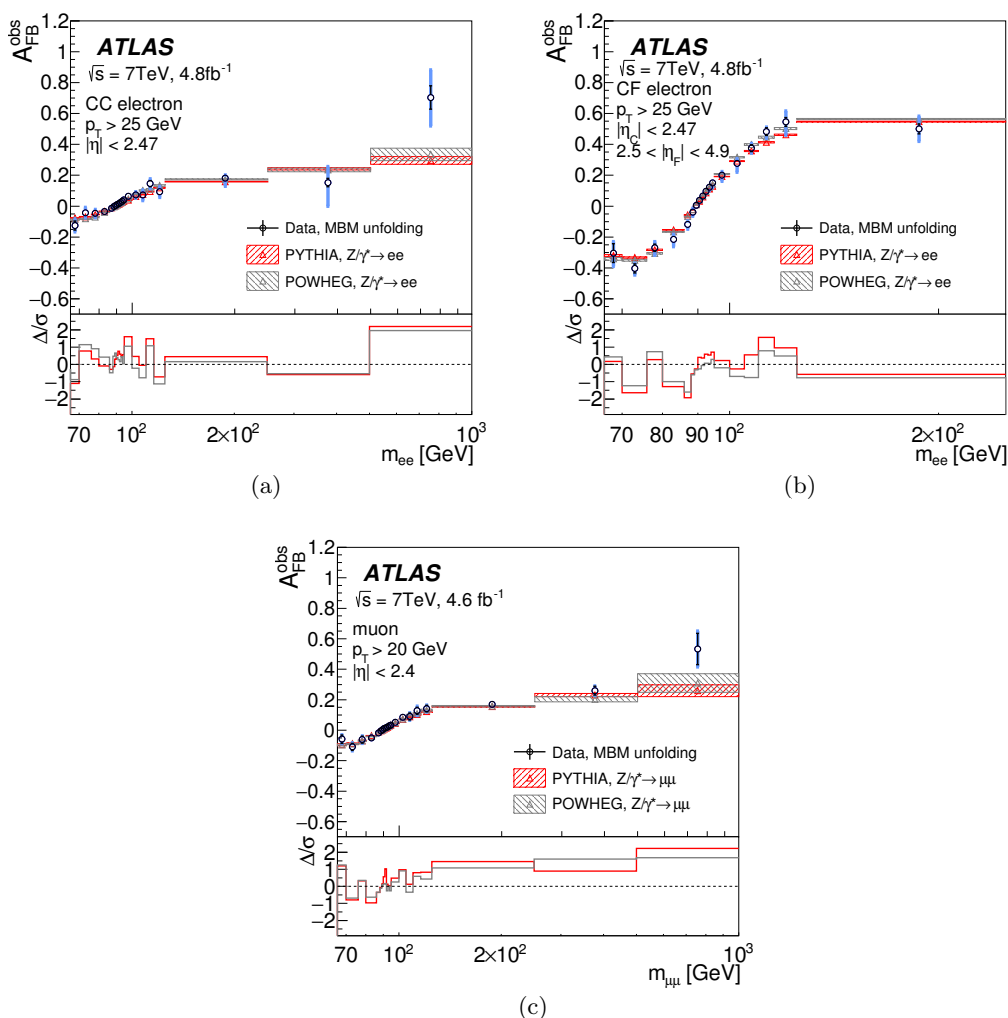 A_FB^obs
1.2
1
0.8
0.6
0.4
0.2
0
−0.2
−0.4
−0.6
ATLAS
√s = 7TeV, 4.8fb⁻¹
CC electron
p_T > 25 GeV
|η| < 2.47
Data, MBM unfolding
PYTHIA, Z/γ*→ee
POWHEG, Z/γ*→ee
Δ/σ
2
1
0
−1
−2
70 10² 2×10² 10³
m_ee [GeV]
(a)
A_FB^obs
1.2
1
0.8
0.6
0.4
0.2
0
−0.2
−0.4
−0.6
ATLAS
√s = 7TeV, 4.8fb⁻¹
CF electron
p_T > 25 GeV
|η_C| < 2.47
2.5 < |η_F| < 4.9
Data, MBM unfolding
PYTHIA, Z/γ*→ee
POWHEG, Z/γ*→ee
Δ/σ
2
1
0
−1
−2
70 80 90 10² 2×10²
m_ee [GeV]
(b)
A_FB^obs
1.2
1
0.8
0.6
0.4
0.2
0
−0.2
−0.4
−0.6
ATLAS
√s = 7TeV, 4.6 fb⁻¹
muon
p_T > 20 GeV
|η| < 2.4
Data, MBM unfolding
PYTHIA, Z/γ*→μμ
POWHEG, Z/γ*→μμ
Δ/σ
2
1
0
−1
−2
70 10² 2×10² 10³
m_μμ [GeV]
(c)